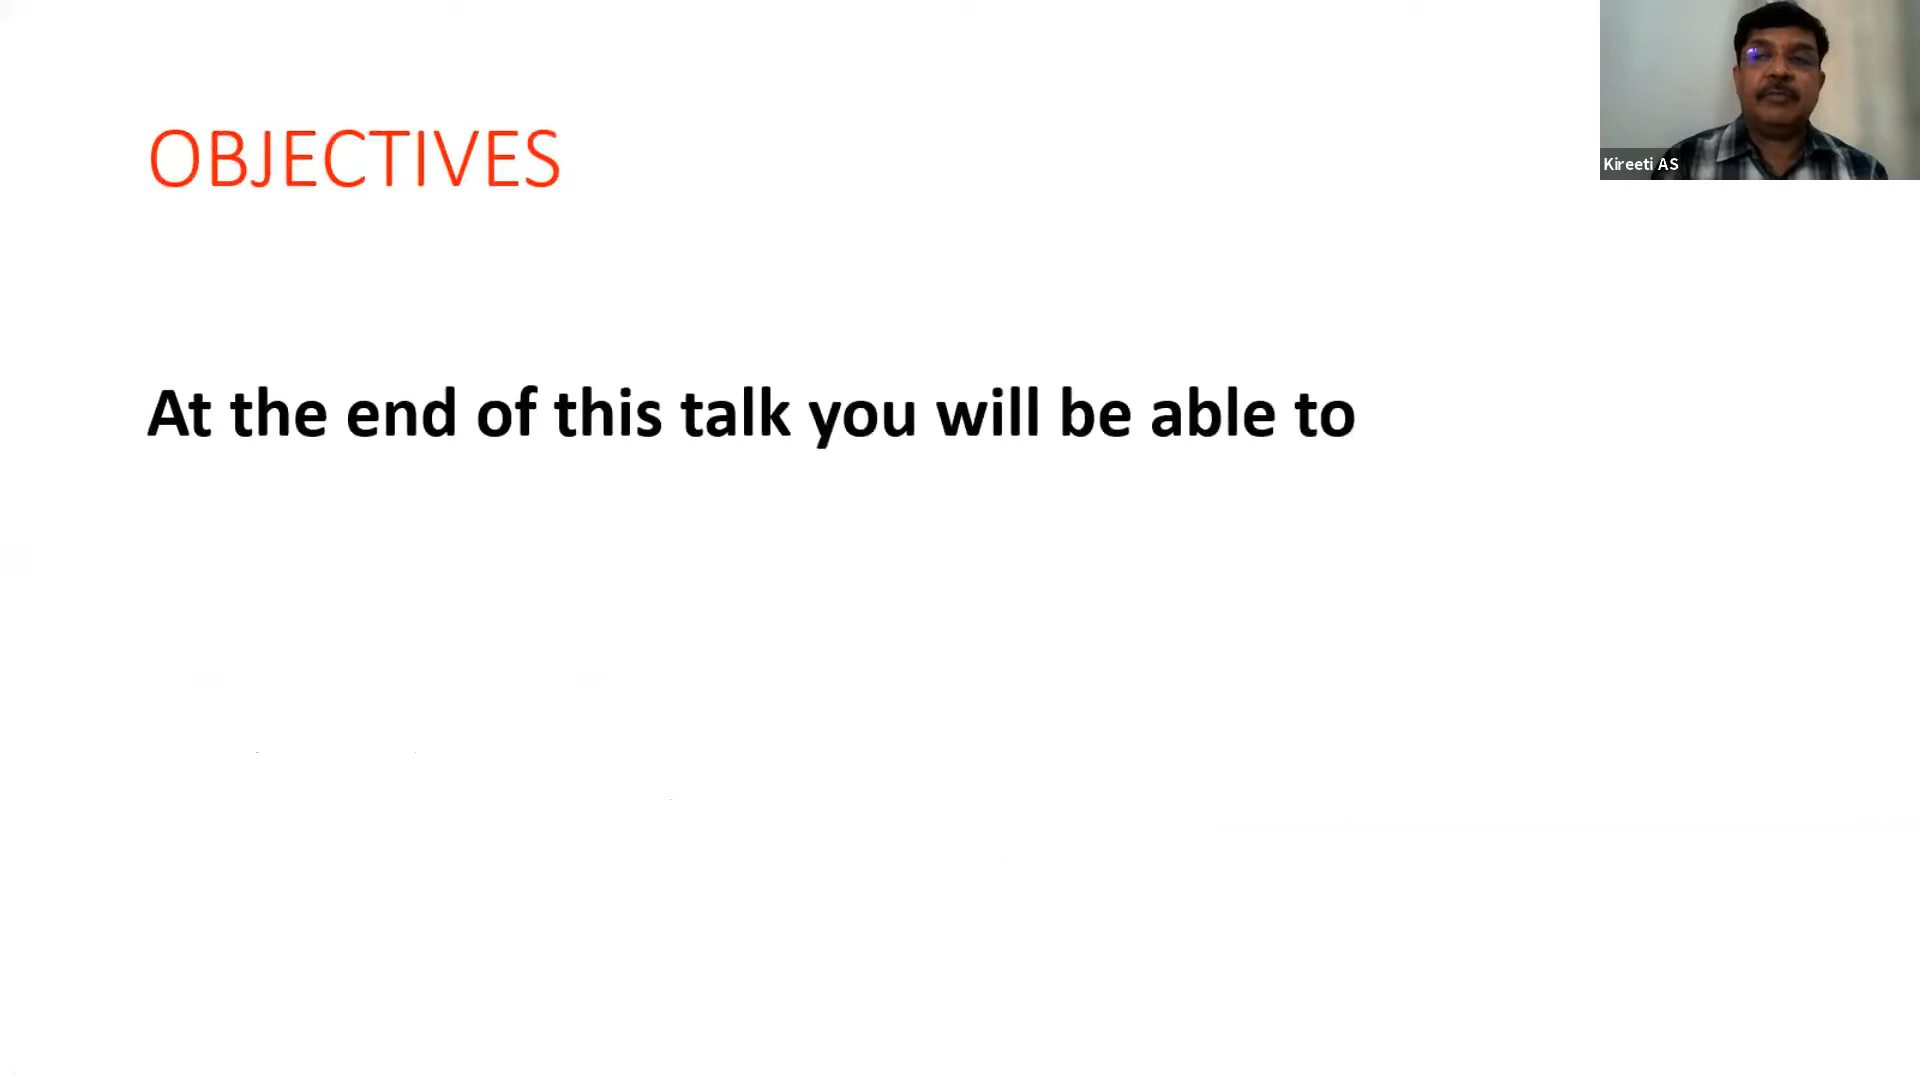 OBJECTIVES
Kireeti AS
At the end of this talk you will be able to